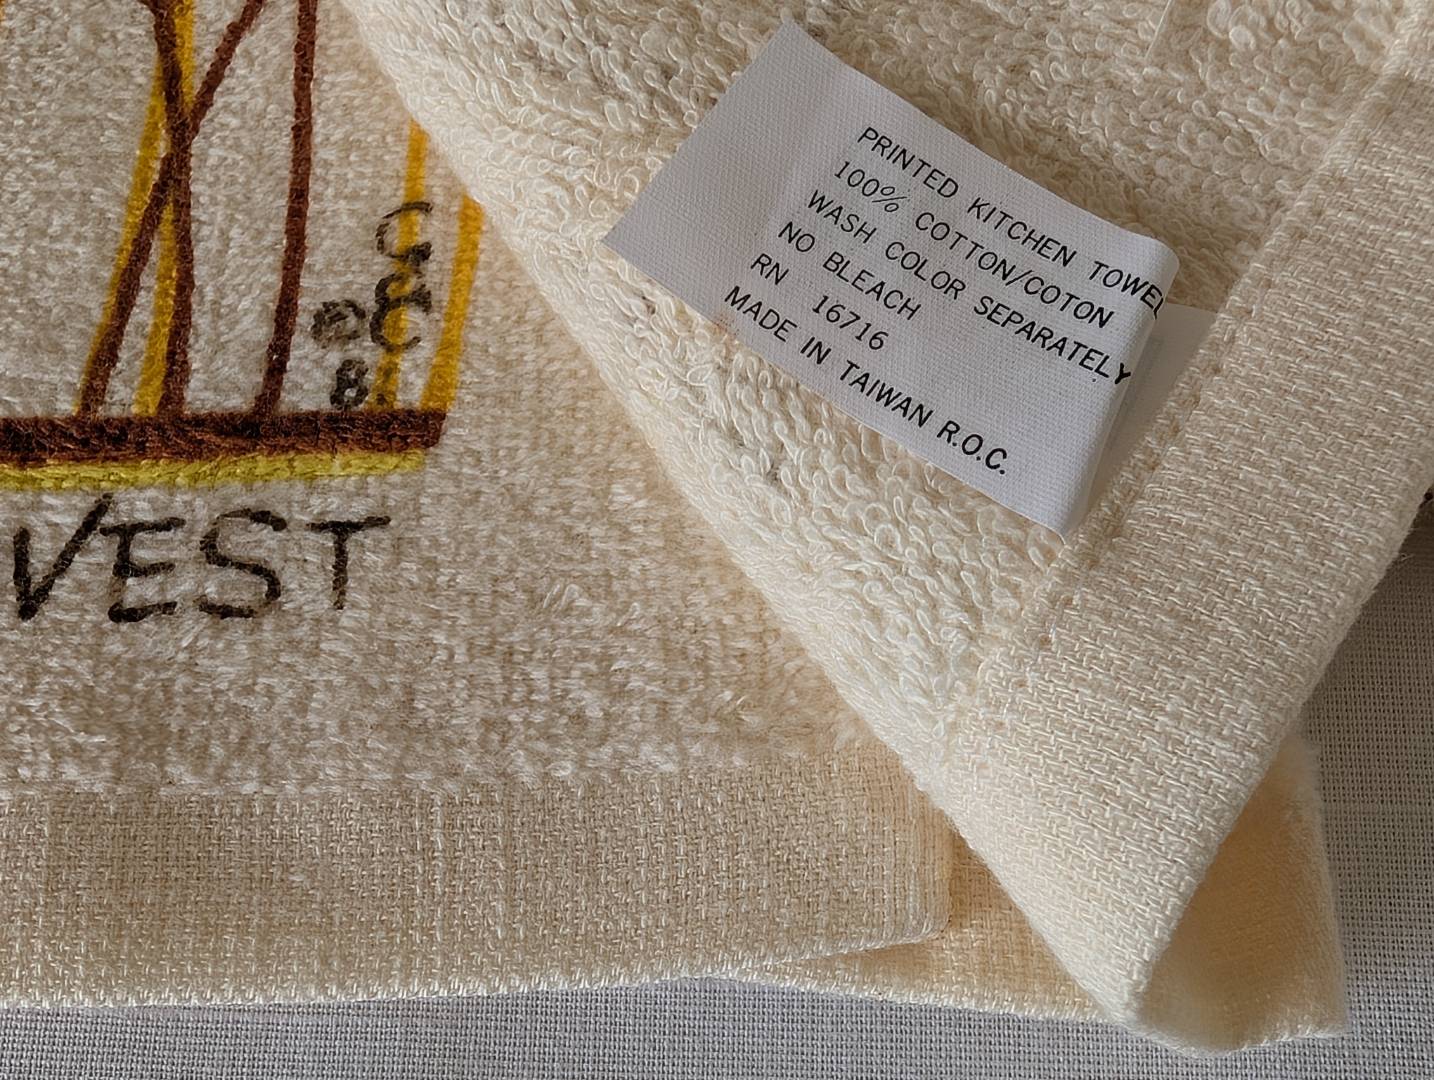 VEST
PRINTED KITCHEN TOWEL
100% COTTON/COTON
WASH COLOR SEPARATELY
NO BLEACH
RN 16716
MADE IN TAIWAN R.O.C.